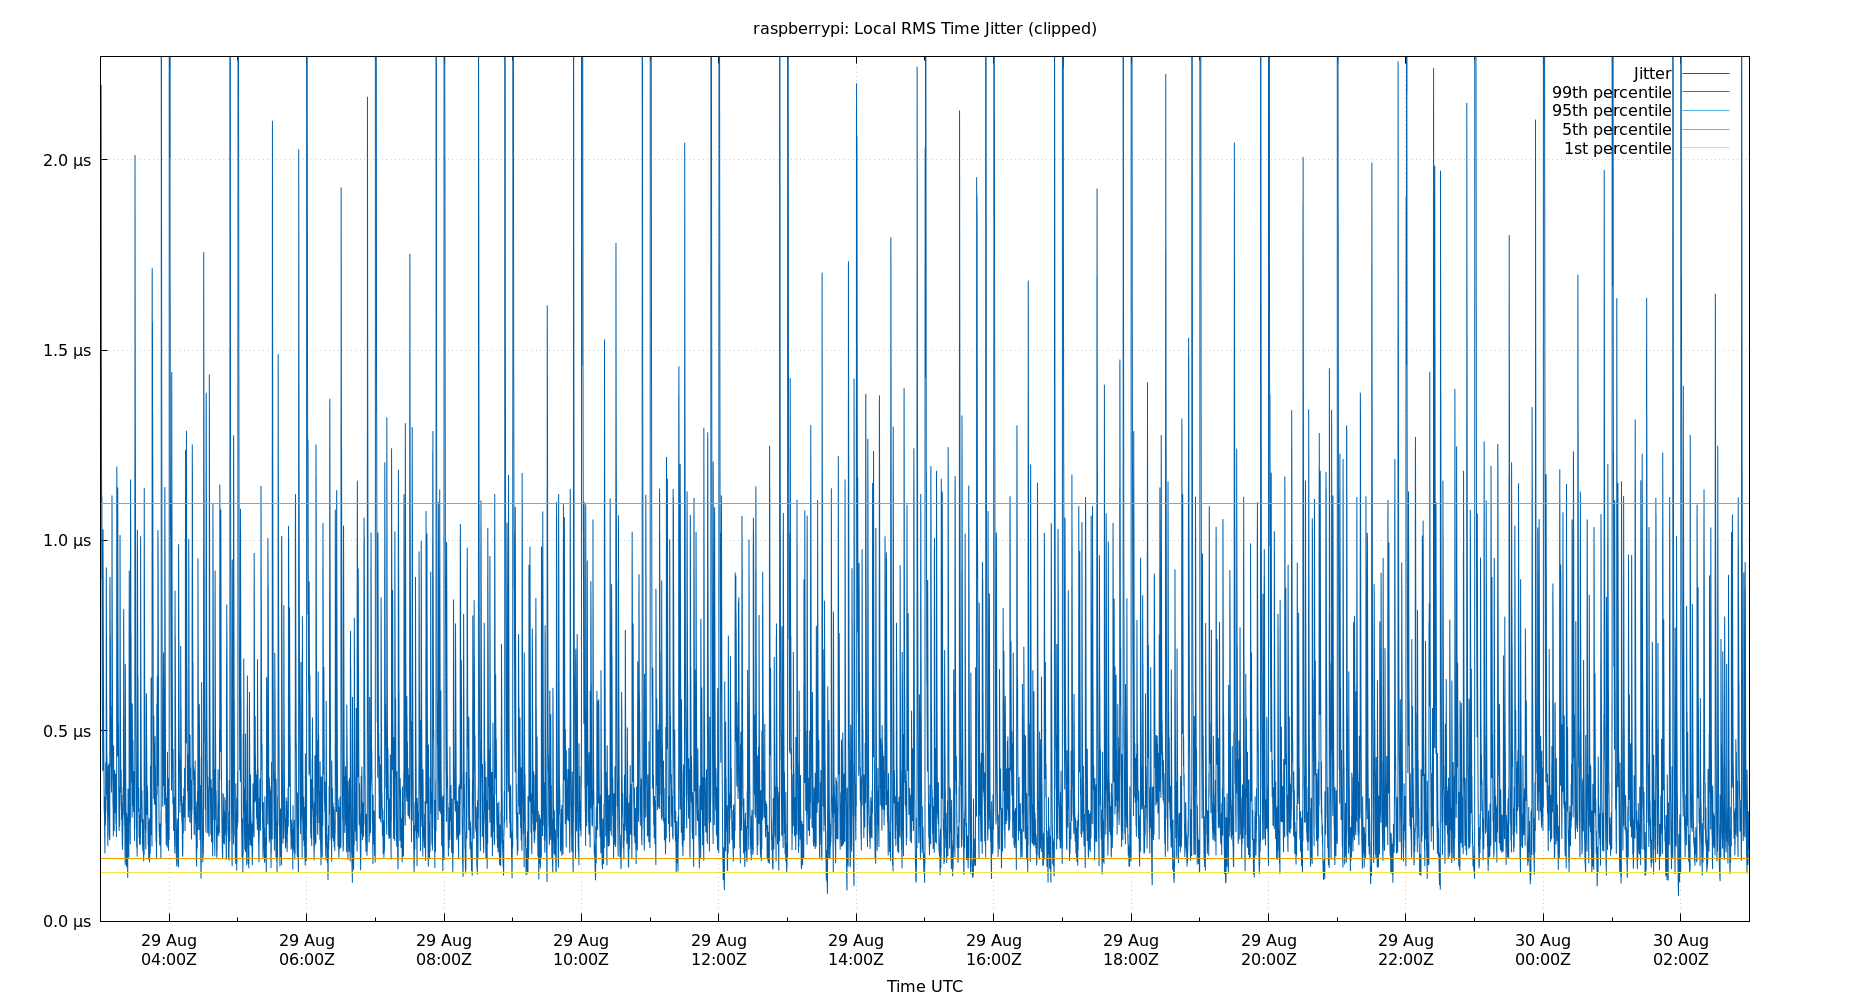 raspberrypi: Local RMS Time Jitter (clipped)
Jitter
99th percentile
95th percentile
5th percentile
1st percentile
2.0 µs
1.5 µs
1.0 µs
0.5 µs
0.0 µs
29 Aug 29 Aug 29 Aug 29 Aug 29 Aug 29 Aug 29 Aug 29 Aug 29 Aug 29 Aug 30 Aug 30 Aug
04:00Z 06:00Z 08:00Z 10:00Z 12:00Z 14:00Z 16:00Z 18:00Z 20:00Z 22:00Z 00:00Z 02:00Z
Time UTC